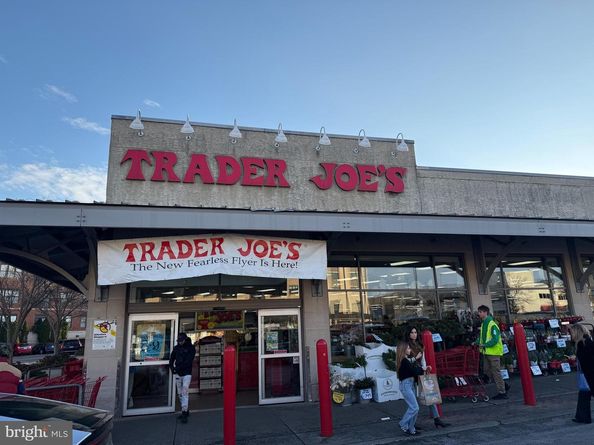 TRADER JOE'S
TRADER JOE'S
The New Fearless Flyer Is Here!
bright MLS